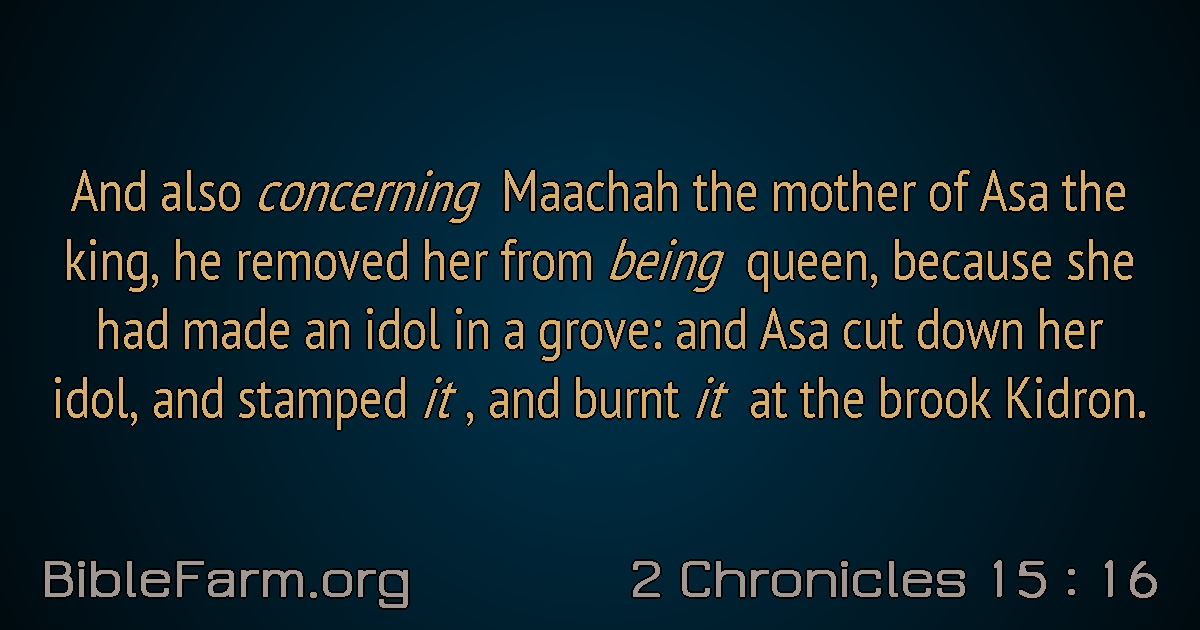 And also concerning Maachah the mother of Asa the
king, he removed her from being queen, because she
had made an idol in a grove: and Asa cut down her
idol, and stamped it , and burnt it at the brook Kidron.
BibleFarm.org
2 Chronicles 15 : 16